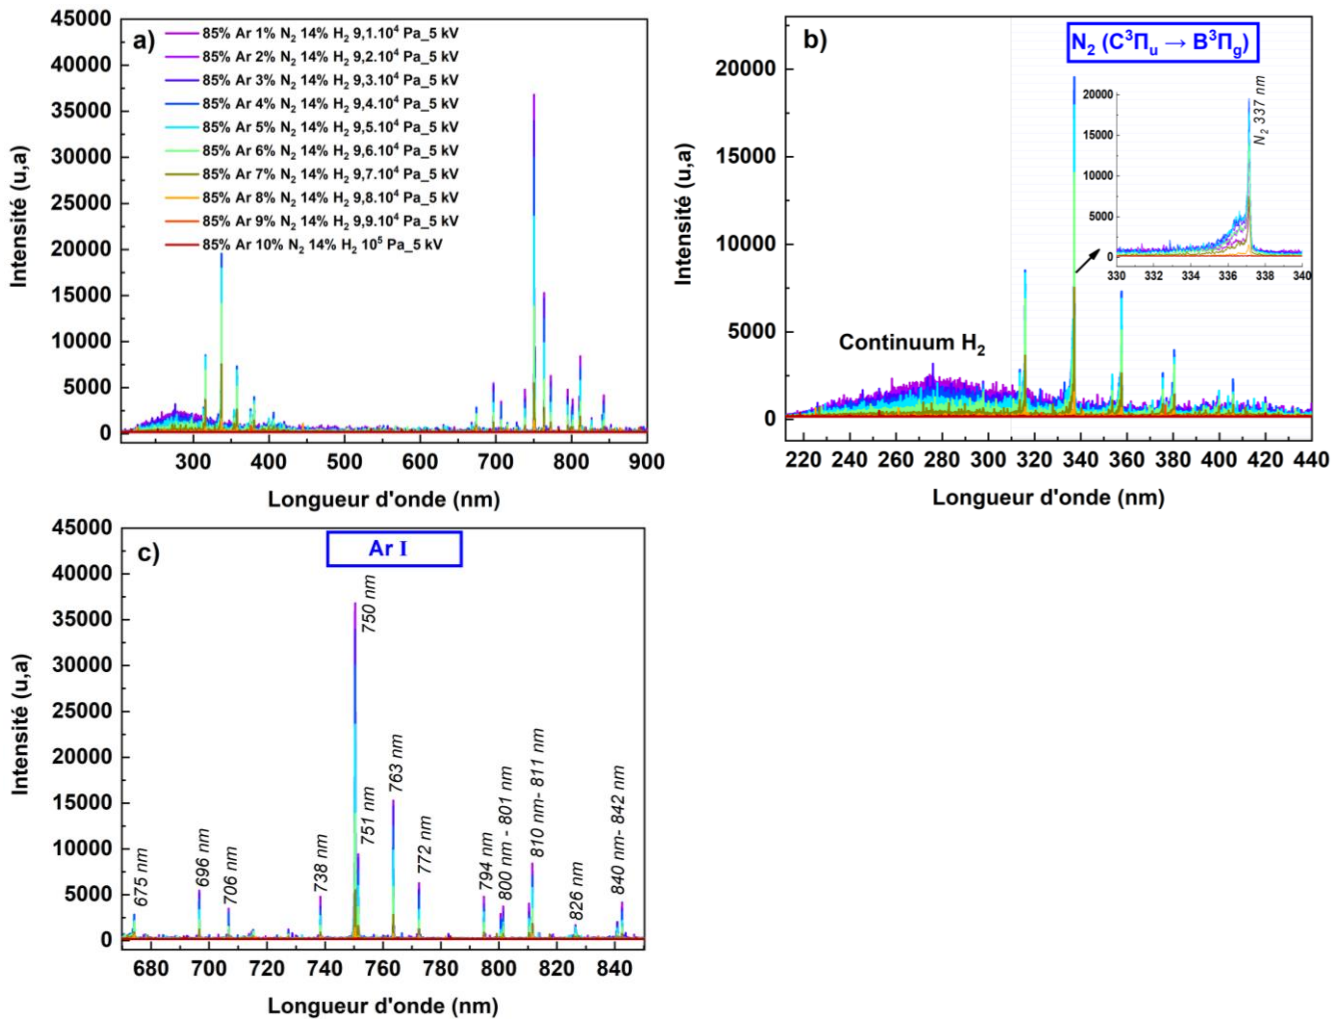 a)
45000
40000
35000
30000
25000
20000
15000
10000
5000
0
Intensité (u,a)
85% Ar 1% N2 14% H2 9,1.10^4 Pa_5 kV
85% Ar 2% N2 14% H2 9,2.10^4 Pa_5 kV
85% Ar 3% N2 14% H2 9,3.10^4 Pa_5 kV
85% Ar 4% N2 14% H2 9,4.10^4 Pa_5 kV
85% Ar 5% N2 14% H2 9,5.10^4 Pa_5 kV
85% Ar 6% N2 14% H2 9,6.10^4 Pa_5 kV
85% Ar 7% N2 14% H2 9,7.10^4 Pa_5 kV
85% Ar 8% N2 14% H2 9,8.10^4 Pa_5 kV
85% Ar 9% N2 14% H2 9,9.10^4 Pa_5 kV
85% Ar 10% N2 14% H2 10^5 Pa_5 kV
300 400 500 600 700 800 900
Longueur d'onde (nm)
b)
N2 (C³Πu → B³Πg)
20000
15000
10000
5000
0
Intensité (u,a)
Continuum H2
20000
15000
10000
5000
0
N2 337 nm
330 332 334 336 338 340
220 240 260 280 300 320 340 360 380 400 420 440
Longueur d'onde (nm)
c)
Ar I
45000
40000
35000
30000
25000
20000
15000
10000
5000
0
Intensité (u,a)
675 nm
696 nm
706 nm
738 nm
750 nm
751 nm
763 nm
772 nm
794 nm
800 nm - 801 nm
810 nm- 811 nm
826 nm
840 nm- 842 nm
680 700 720 740 760 780 800 820 840
Longueur d'onde (nm)